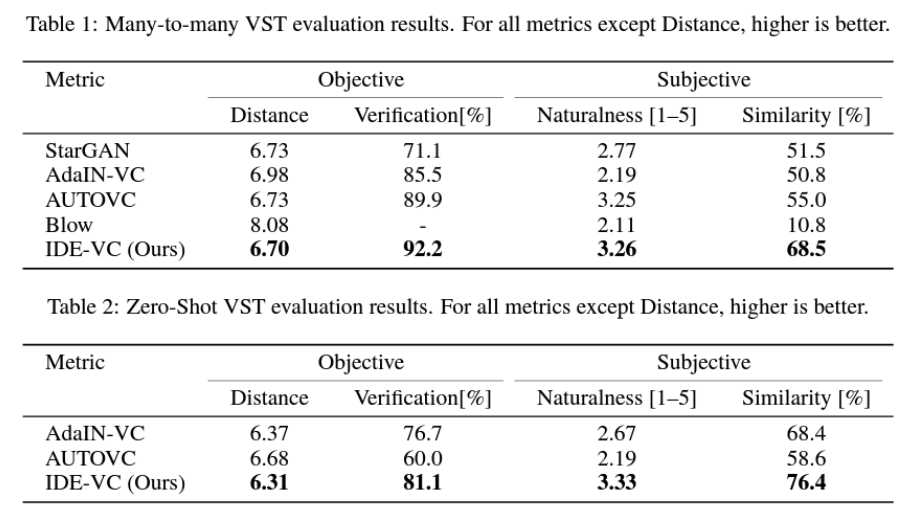 Table 1: Many-to-many VST evaluation results. For all metrics except Distance, higher is better.
Metric Objective Subjective
Distance Verification[%] Naturalness [1–5] Similarity [%]
StarGAN 6.73 71.1 2.77 51.5
AdaIN-VC 6.98 85.5 2.19 50.8
AUTOVC 6.73 89.9 3.25 55.0
Blow 8.08 - 2.11 10.8
IDE-VC (Ours) 6.70 92.2 3.26 68.5
Table 2: Zero-Shot VST evaluation results. For all metrics except Distance, higher is better.
Metric Objective Subjective
Distance Verification[%] Naturalness [1–5] Similarity [%]
AdaIN-VC 6.37 76.7 2.67 68.4
AUTOVC 6.68 60.0 2.19 58.6
IDE-VC (Ours) 6.31 81.1 3.33 76.4